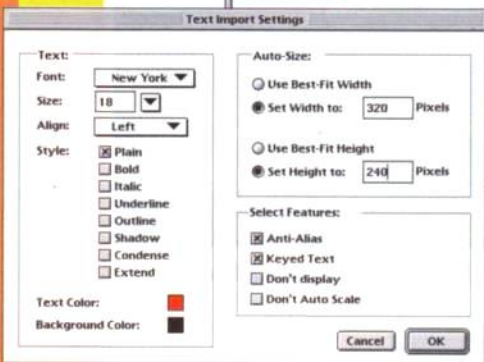 Text Import Settings
Text:
Font: New York
Size: 18
Align: Left
Style: Plain
Bold
Italic
Underline
Outline
Shadow
Condense
Extend
Text Color:
Background Color:
Auto-Size:
Use Best-Fit Width
Set Width to: 320 Pixels
Use Best-Fit Height
Set Height to: 240 Pixels
Select Features:
Anti-Alias
Keyed Text
Don't display
Don't Auto Scale
Cancel OK